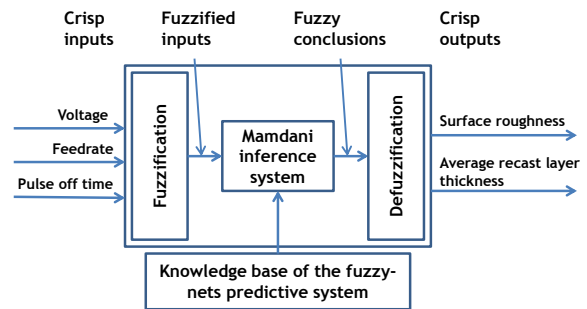 Crisp
inputs
Fuzzified
inputs
Fuzzy
conclusions
Crisp
outputs
Voltage
Feedrate
Pulse off time
Fuzzification
Mamdani
inference
system
Defuzzification
Surface roughness
Average recast layer
thickness
Knowledge base of the fuzzy-
nets predictive system